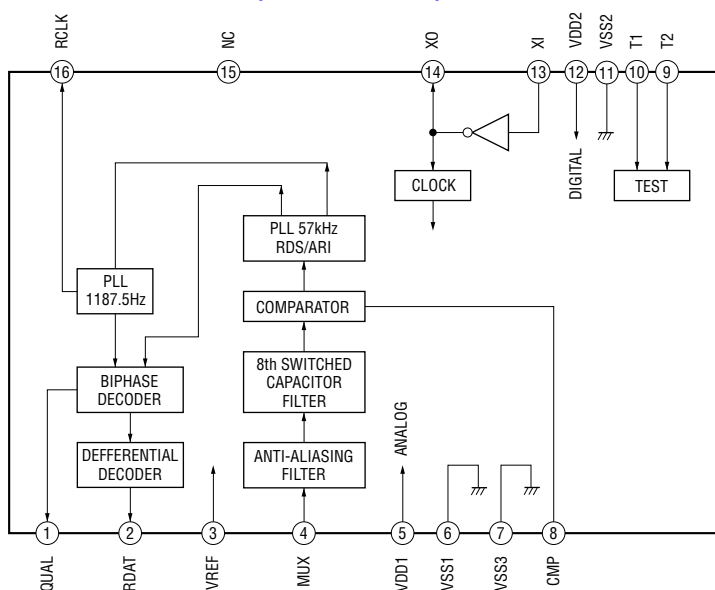 RCLK
NC
XO
XI
VDD2
VSS2
T1
T2
16
15
14
13
12
11
10
9
CLOCK
DIGITAL
TEST
PLL 57kHz
RDS/ARI
PLL
1187.5Hz
COMPARATOR
8th SWITCHED
CAPACITOR
FILTER
BIPHASE
DECODER
DEFFERENTIAL
DECODER
ANTI-ALIASING
FILTER
ANALOG
1
2
3
4
5
6
7
8
QUAL
RDAT
VREF
MUX
VDD1
VSS1
VSS3
CMP